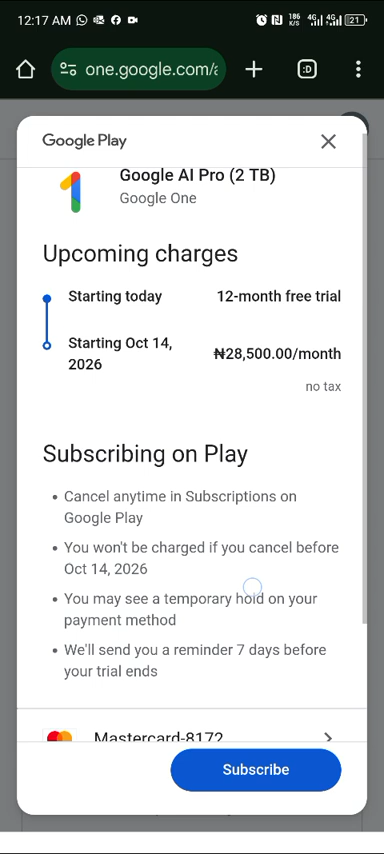 12:17 AM
186 K/S 4G 4G 21
one.google.com/a
:D
Google Play
Google AI Pro (2 TB)
Google One
Upcoming charges
Starting today 12-month free trial
Starting Oct 14, 2026 ₦28,500.00/month
no tax
Subscribing on Play
• Cancel anytime in Subscriptions on
Google Play
• You won't be charged if you cancel before
Oct 14, 2026
• You may see a temporary hold on your
payment method
• We'll send you a reminder 7 days before
your trial ends
Mastercard-8172
Subscribe